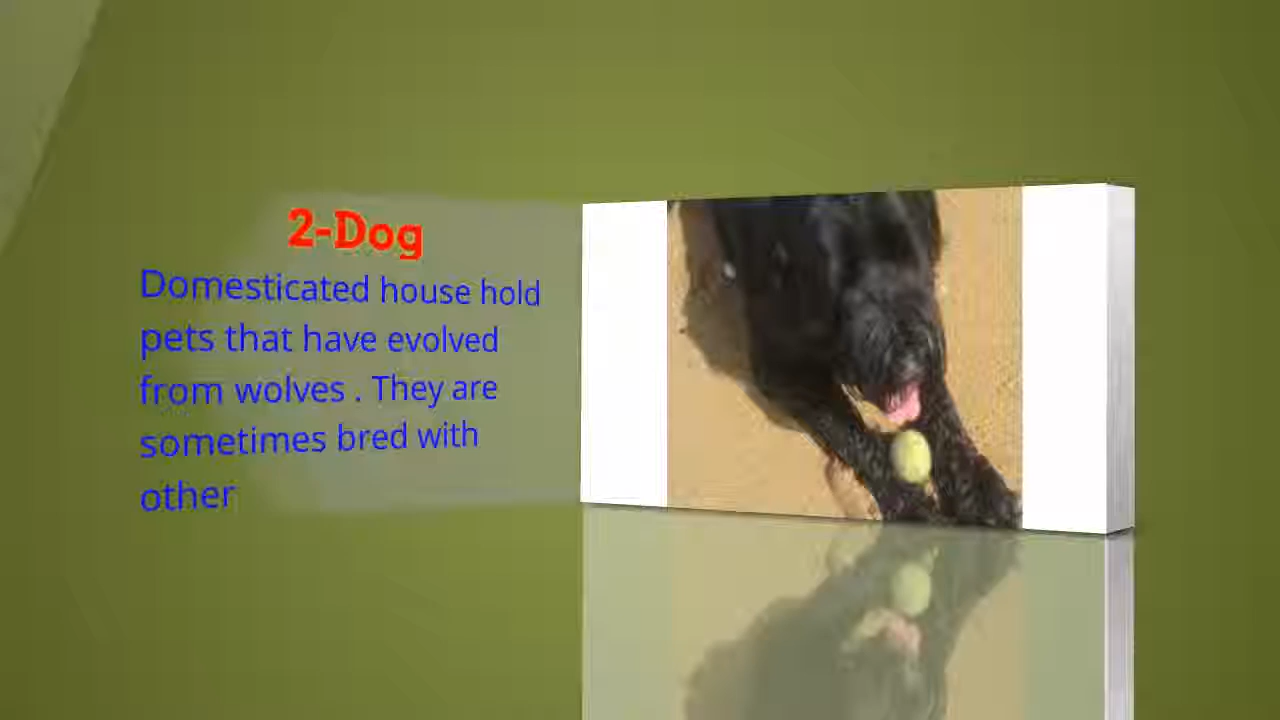 2-Dog
Domesticated house hold
pets that have evolved
from wolves . They are
sometimes bred with
other